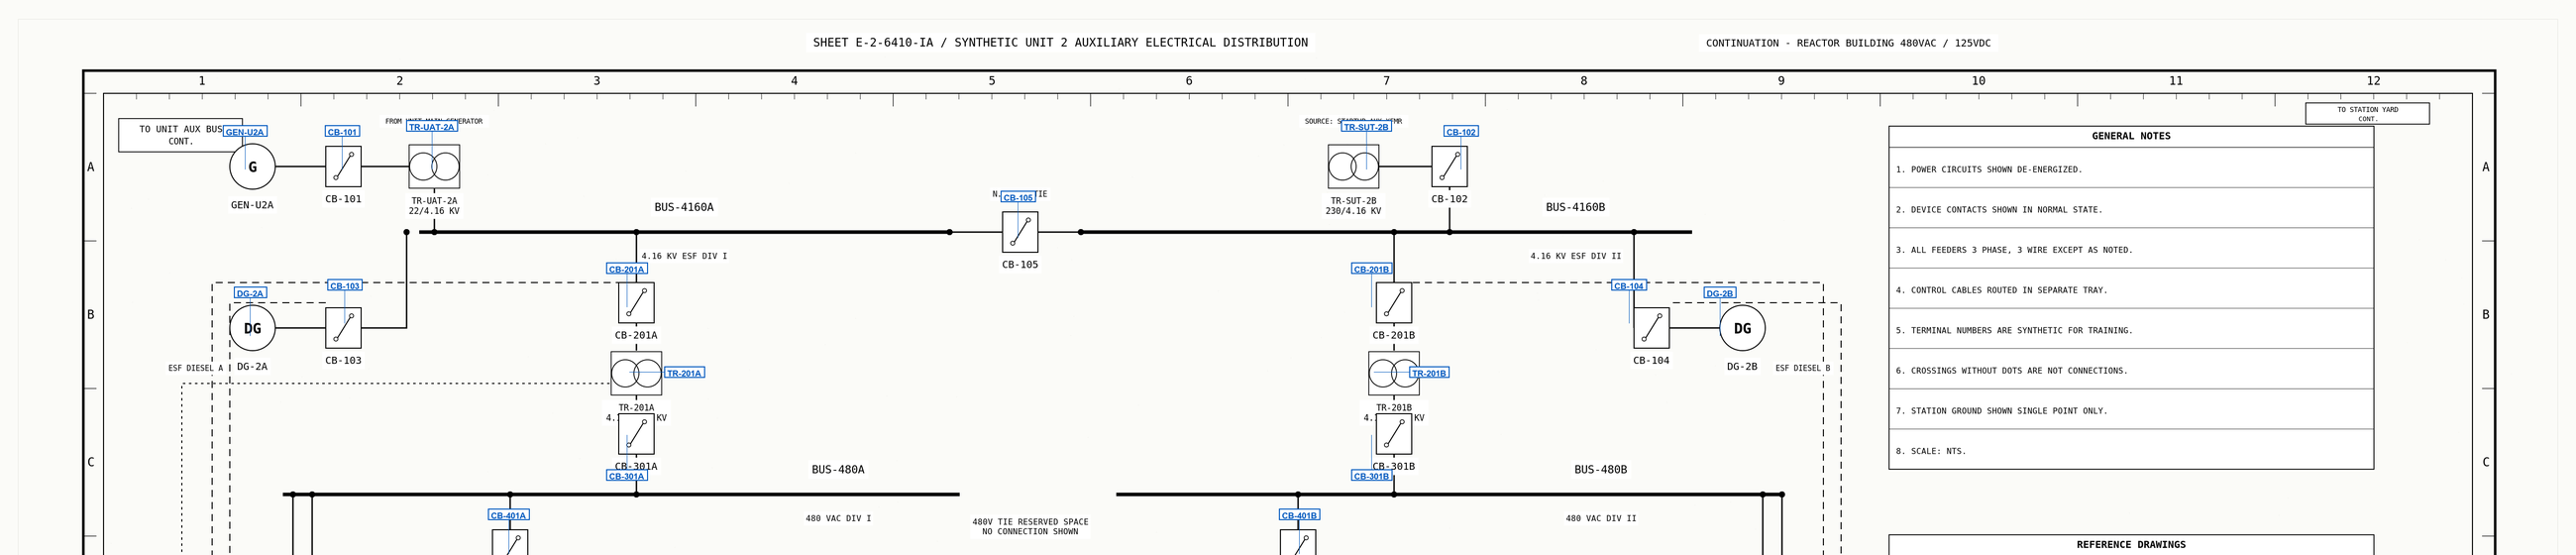 SHEET E-2-6410-IA / SYNTHETIC UNIT 2 AUXILIARY ELECTRICAL DISTRIBUTION
CONTINUATION - REACTOR BUILDING 480VAC / 125VDC
1 2 3 4 5 6 7 8 9 10 11 12
TO STATION YARD
CONT.
TO UNIT AUX BUS
CONT.
GEN-U2A
CB-101
GENERATOR
TR-UAT-2A
SOURCE:
TR-SUT-2B
CB-102
GENERAL NOTES
A
G
A
1. POWER CIRCUITS SHOWN DE-ENERGIZED.
GEN-U2A
CB-101
TR-UAT-2A
22/4.16 KV
BUS-4160A
TIE
CB-105
TR-SUT-2B
230/4.16 KV
CB-102
BUS-4160B
2. DEVICE CONTACTS SHOWN IN NORMAL STATE.
4.16 KV ESF DIV I
CB-105
4.16 KV ESF DIV II
3. ALL FEEDERS 3 PHASE, 3 WIRE EXCEPT AS NOTED.
CB-201A
CB-201B
DG-2A
CB-103
CB-104
DG-2B
4. CONTROL CABLES ROUTED IN SEPARATE TRAY.
B
DG
DG
B
CB-103
CB-201A
CB-201B
CB-104
5. TERMINAL NUMBERS ARE SYNTHETIC FOR TRAINING.
ESF DIESEL A
DG-2A
DG-2B
ESF DIESEL B
TR-201A
TR-201B
6. CROSSINGS WITHOUT DOTS ARE NOT CONNECTIONS.
TR-201A
KV
TR-201B
KV
7. STATION GROUND SHOWN SINGLE POINT ONLY.
C
CB-301A
CB-301A
BUS-480A
CB-301B
CB-301B
BUS-480B
8. SCALE: NTS.
C
CB-401A
480 VAC DIV I
480V TIE RESERVED SPACE
NO CONNECTION SHOWN
CB-401B
480 VAC DIV II
REFERENCE DRAWINGS